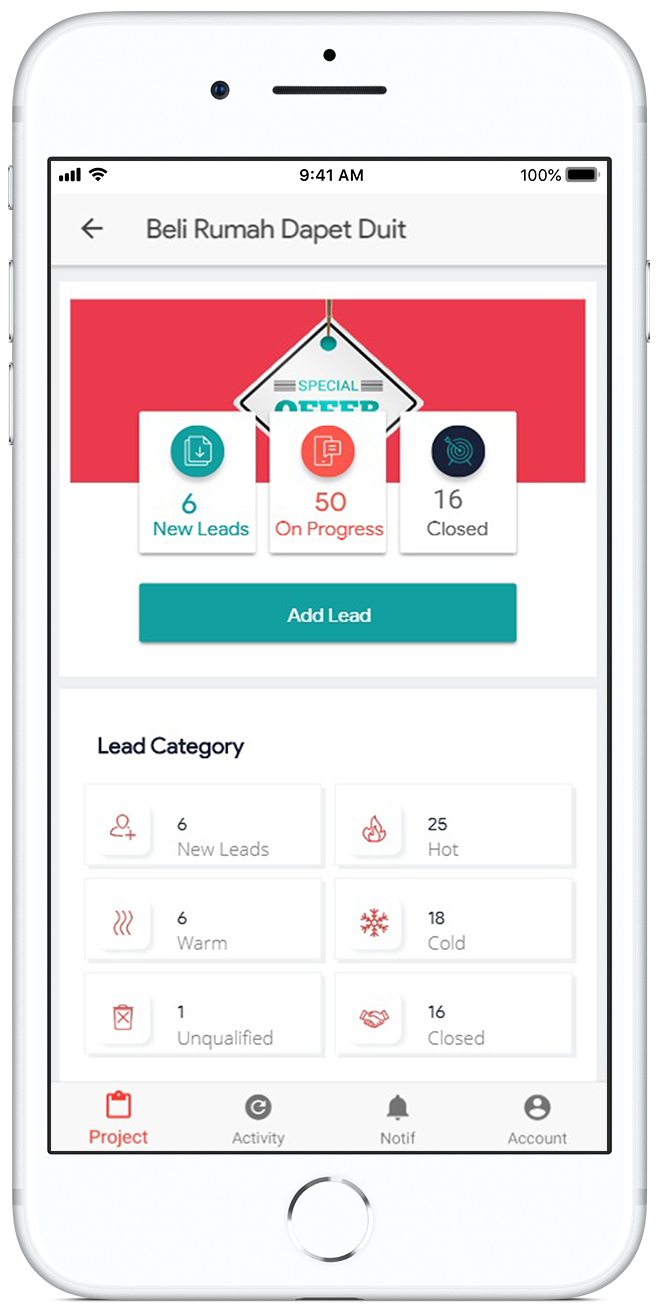 9:41 AM
100%
Beli Rumah Dapet Duit
SPECIAL
OFFER
6
New Leads
50
On Progress
16
Closed
Add Lead
Lead Category
6
New Leads
25
Hot
6
Warm
18
Cold
1
Unqualified
16
Closed
Project
Activity
Notif
Account